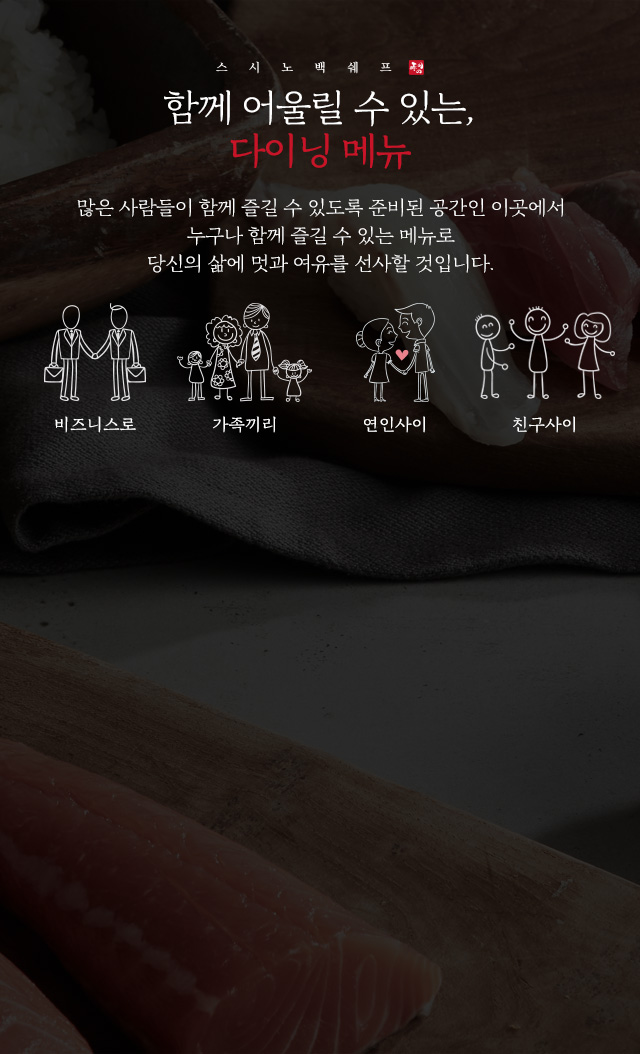 스시노백쉐프
함께 어울릴 수 있는,
다이닝 메뉴
많은 사람들이 함께 즐길 수 있도록 준비된 공간인 이곳에서
누구나 함께 즐길 수 있는 메뉴로
당신의 삶에 멋과 여유를 선사할 것입니다.
비즈니스로
가족끼리
연인사이
친구사이